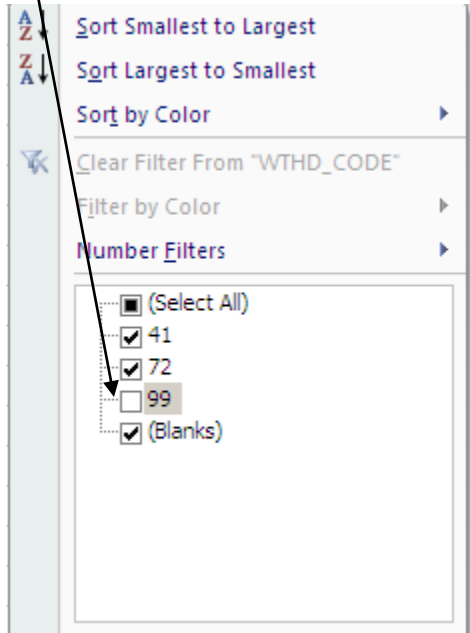 Sort Smallest to Largest
Sort Largest to Smallest
Sort by Color
Clear Filter From "WTHD_CODE"
Filter by Color
Number Filters
(Select All)
41
72
99
(Blanks)